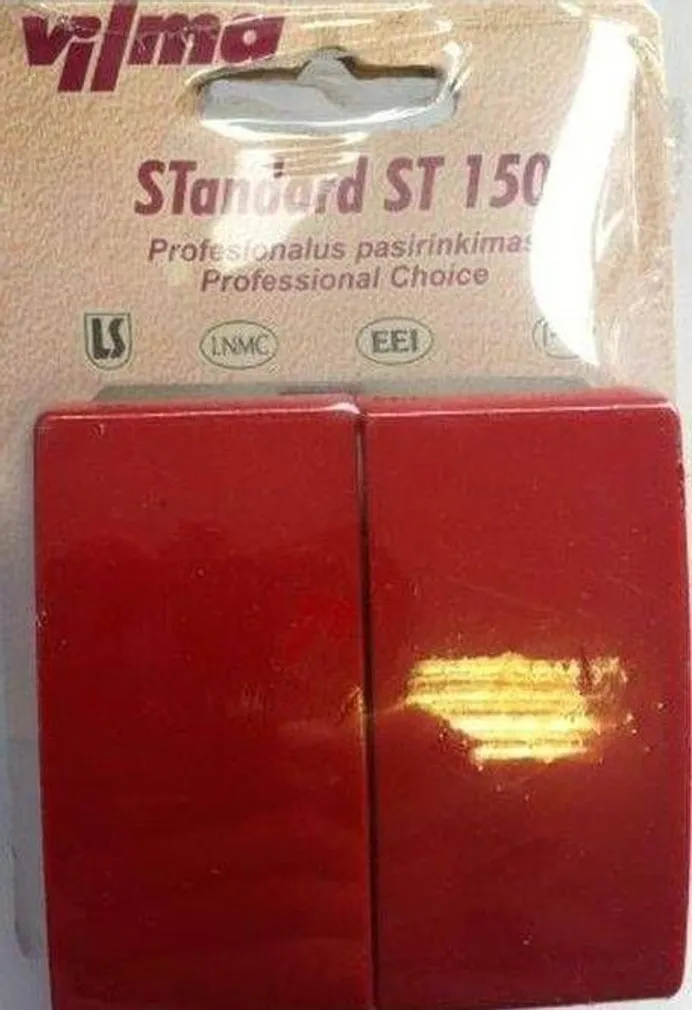 vilma
STandard ST 150
Profesionalus pasirinkimas
Professional Choice
LS
LNMC
EEI